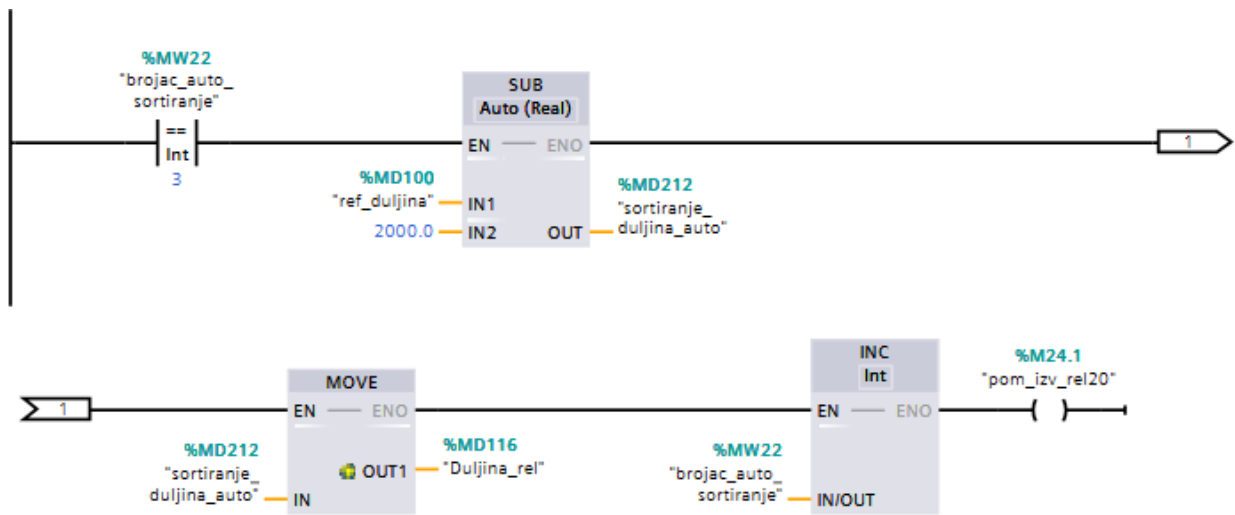 %MW22
"brojac_auto_
sortiranje"
==
Int
3
SUB
Auto (Real)
EN
ENO
%MD100
"ref_duljina"
IN1
2000.0
IN2
OUT
%MD212
"sortiranje_
duljina_auto"
1
1
MOVE
EN
ENO
%MD212
"sortiranje_
duljina_auto"
IN
OUT1
%MD116
"Duljina_rel"
INC
Int
EN
ENO
%MW22
"brojac_auto_
sortiranje"
IN/OUT
%M24.1
"pom_izv_rel20"